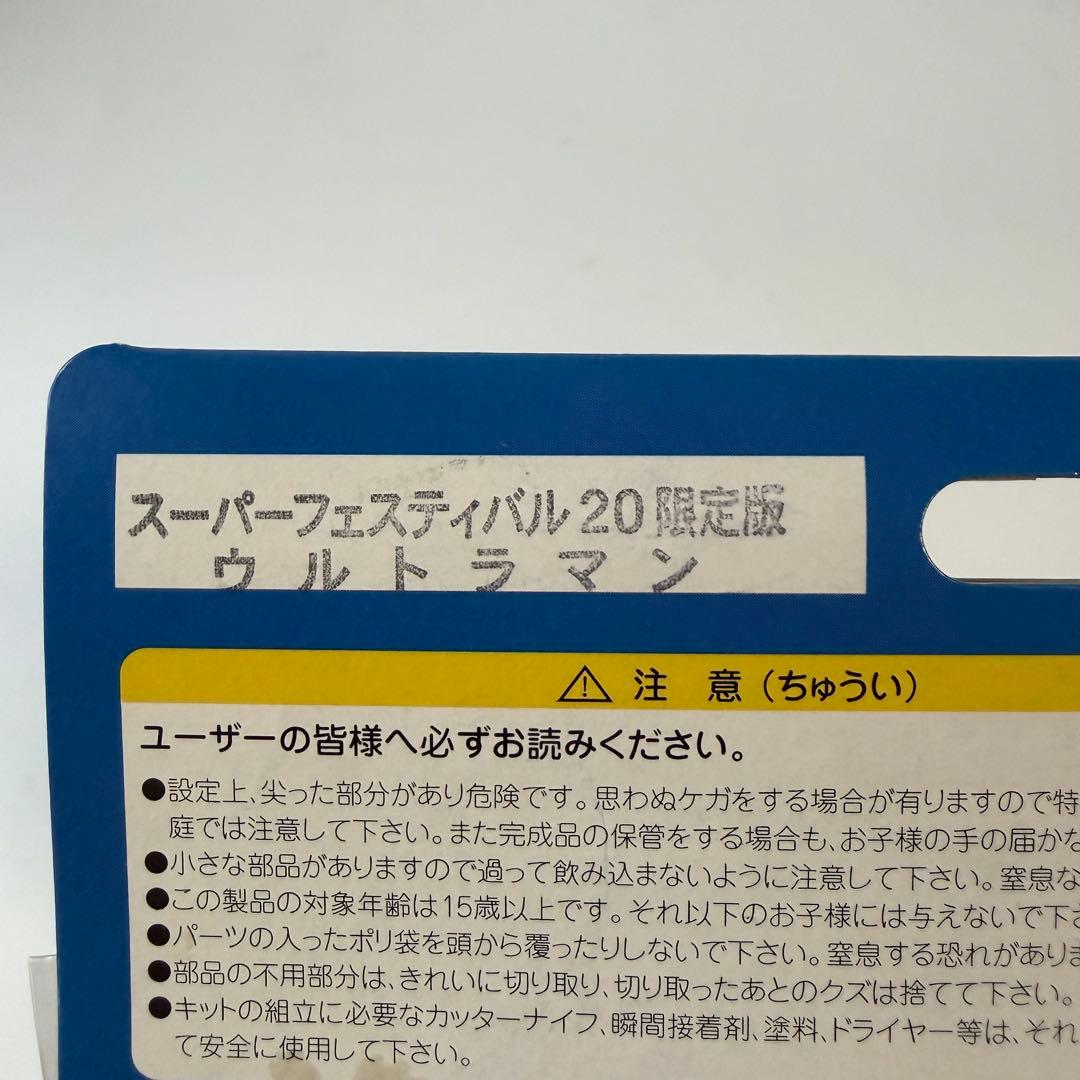 スーパーフェスティバル20限定版
ウルトラマン
⚠ 注 意（ちゅうい）
ユーザーの皆様へ必ずお読みください。
●設定上、尖った部分があり危険です。思わぬケガをする場合が有りますので特
庭では注意して下さい。また完成品の保管をする場合も、お子様の手の届かな
●小さな部品がありますので過って飲み込まないように注意して下さい。窒息な
●この製品の対象年齢は15歳以上です。それ以下のお子様には与えないで下さ
●パーツの入ったポリ袋を頭から覆ったりしないで下さい。窒息する恐れがありま
●部品の不用部分は、きれいに切り取り、切り取ったあとのクズは捨てて下さい。
●キットの組立に必要なカッターナイフ、瞬間接着剤、塗料、ドライヤー等は、それ
て安全に使用して下さい。